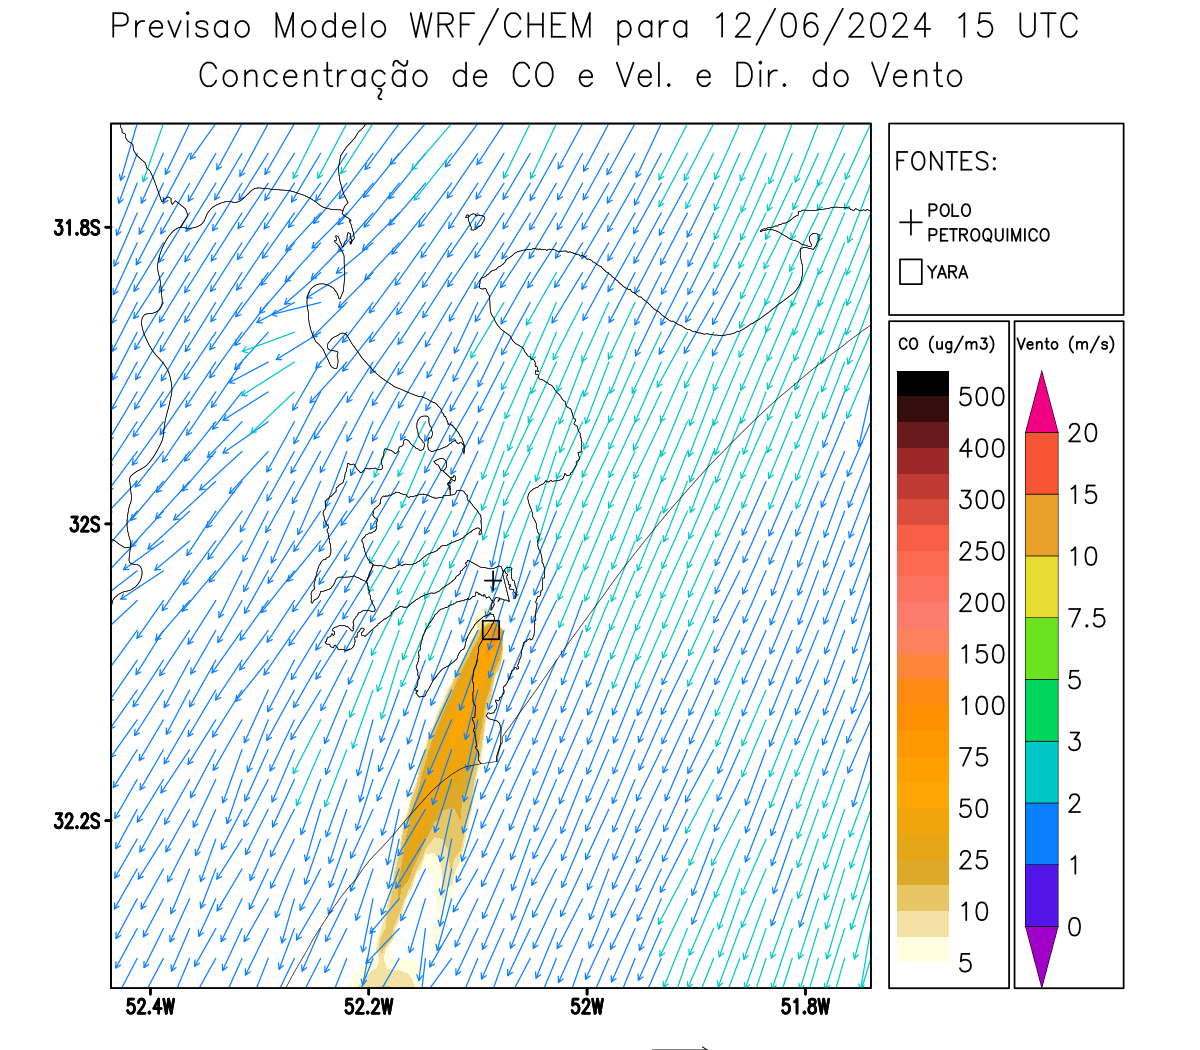 Previsao Modelo WRF/CHEM para 12/06/2024 15 UTC
Concentração de CO e Vel. e Dir. do Vento
FONTES:
POLO
PETROQUIMICO
YARA
CO (ug/m3)
500
400
300
250
200
150
100
75
50
25
10
5
Vento (m/s)
20
15
10
7.5
5
3
2
1
0
31.8S
32S
32.2S
52.4W
52.2W
52W
51.8W